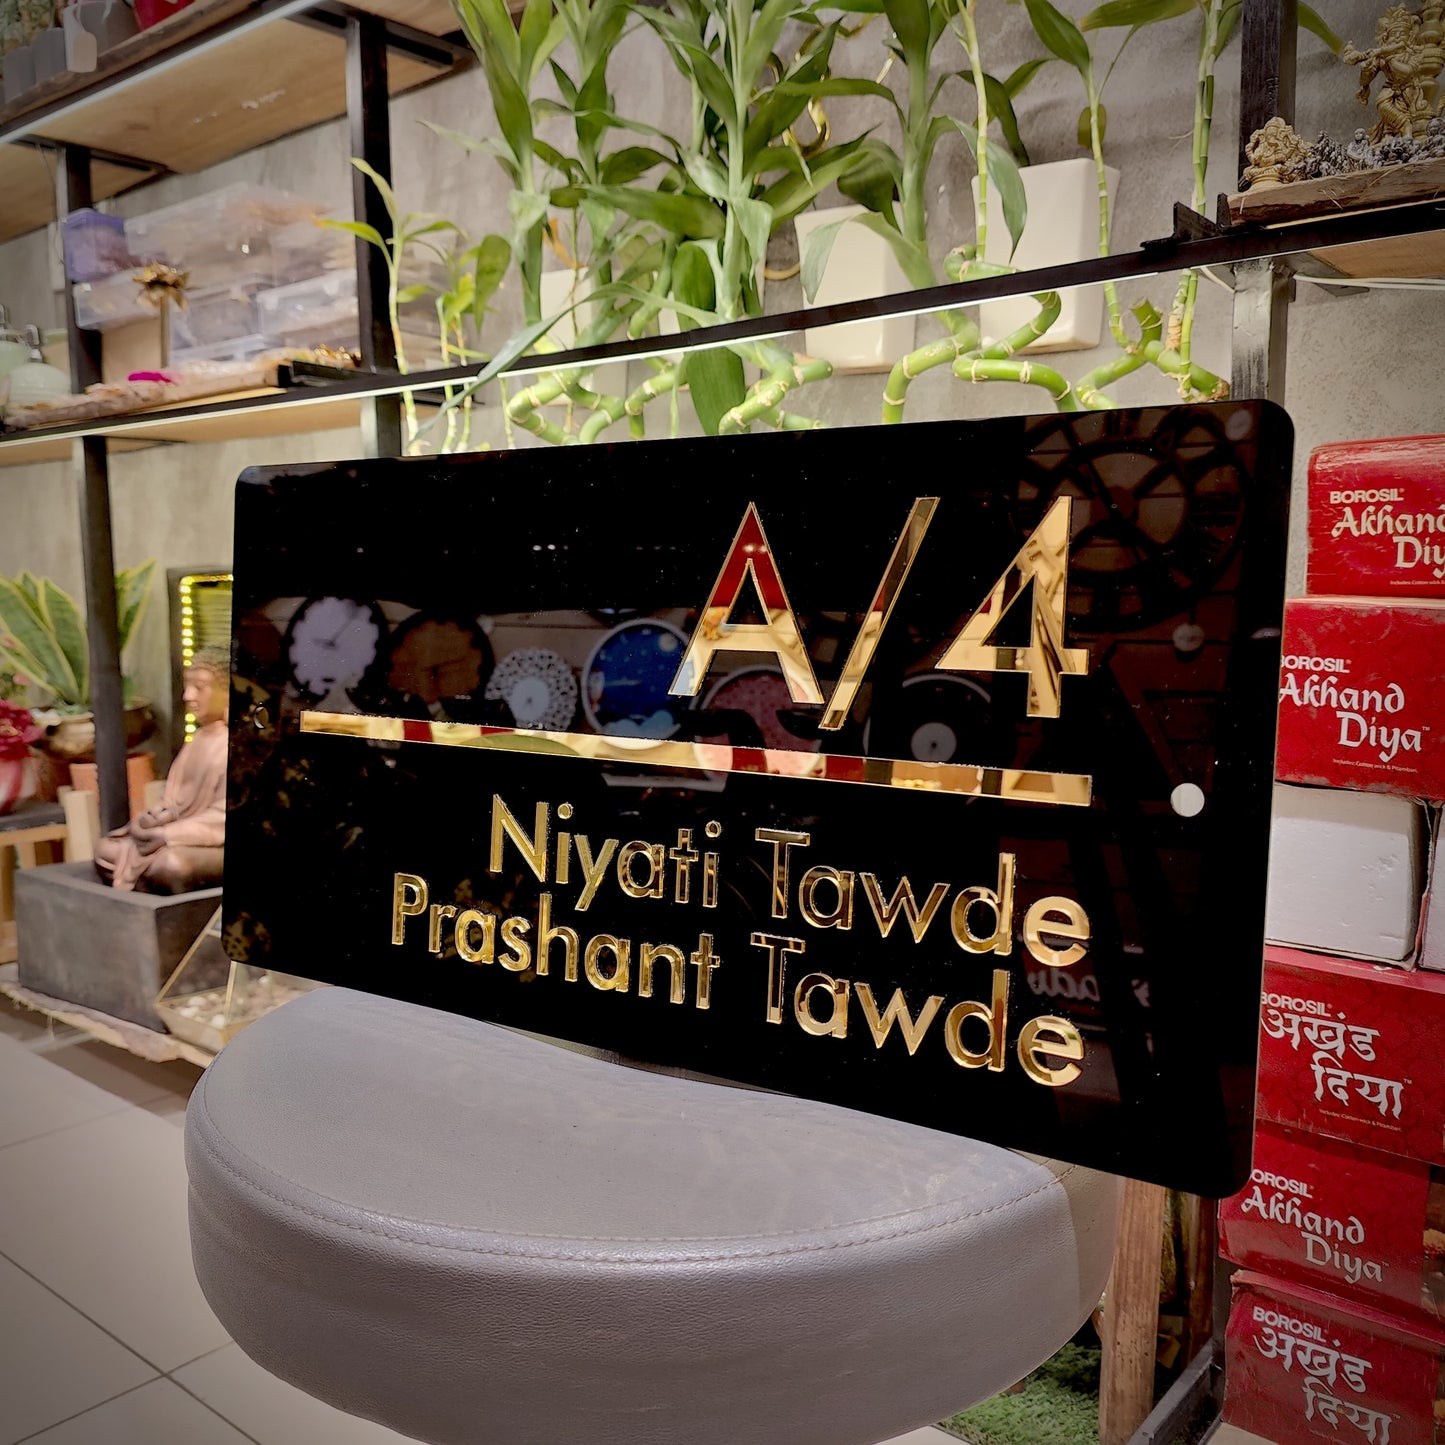 A/4
Niyati Tawde
Prashant Tawde
BOROSIL
Akhand
Diya
BOROSIL
Akhand
Diya
BOROSIL
अखंड
दिया
BOROSIL
Akhand
Diya
BOROSIL
अखंड
दिया